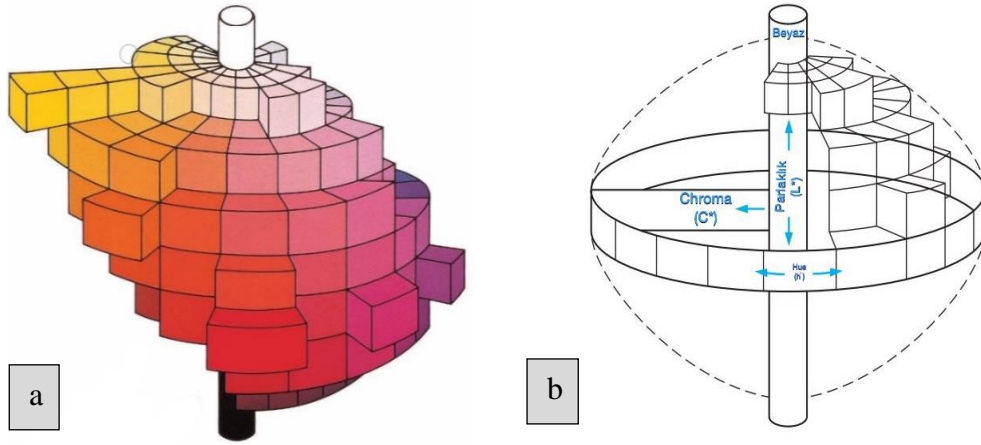 a
Beyaz
Parlaklık
(L*)
Chroma
(C*)
Hue
(h°)
b